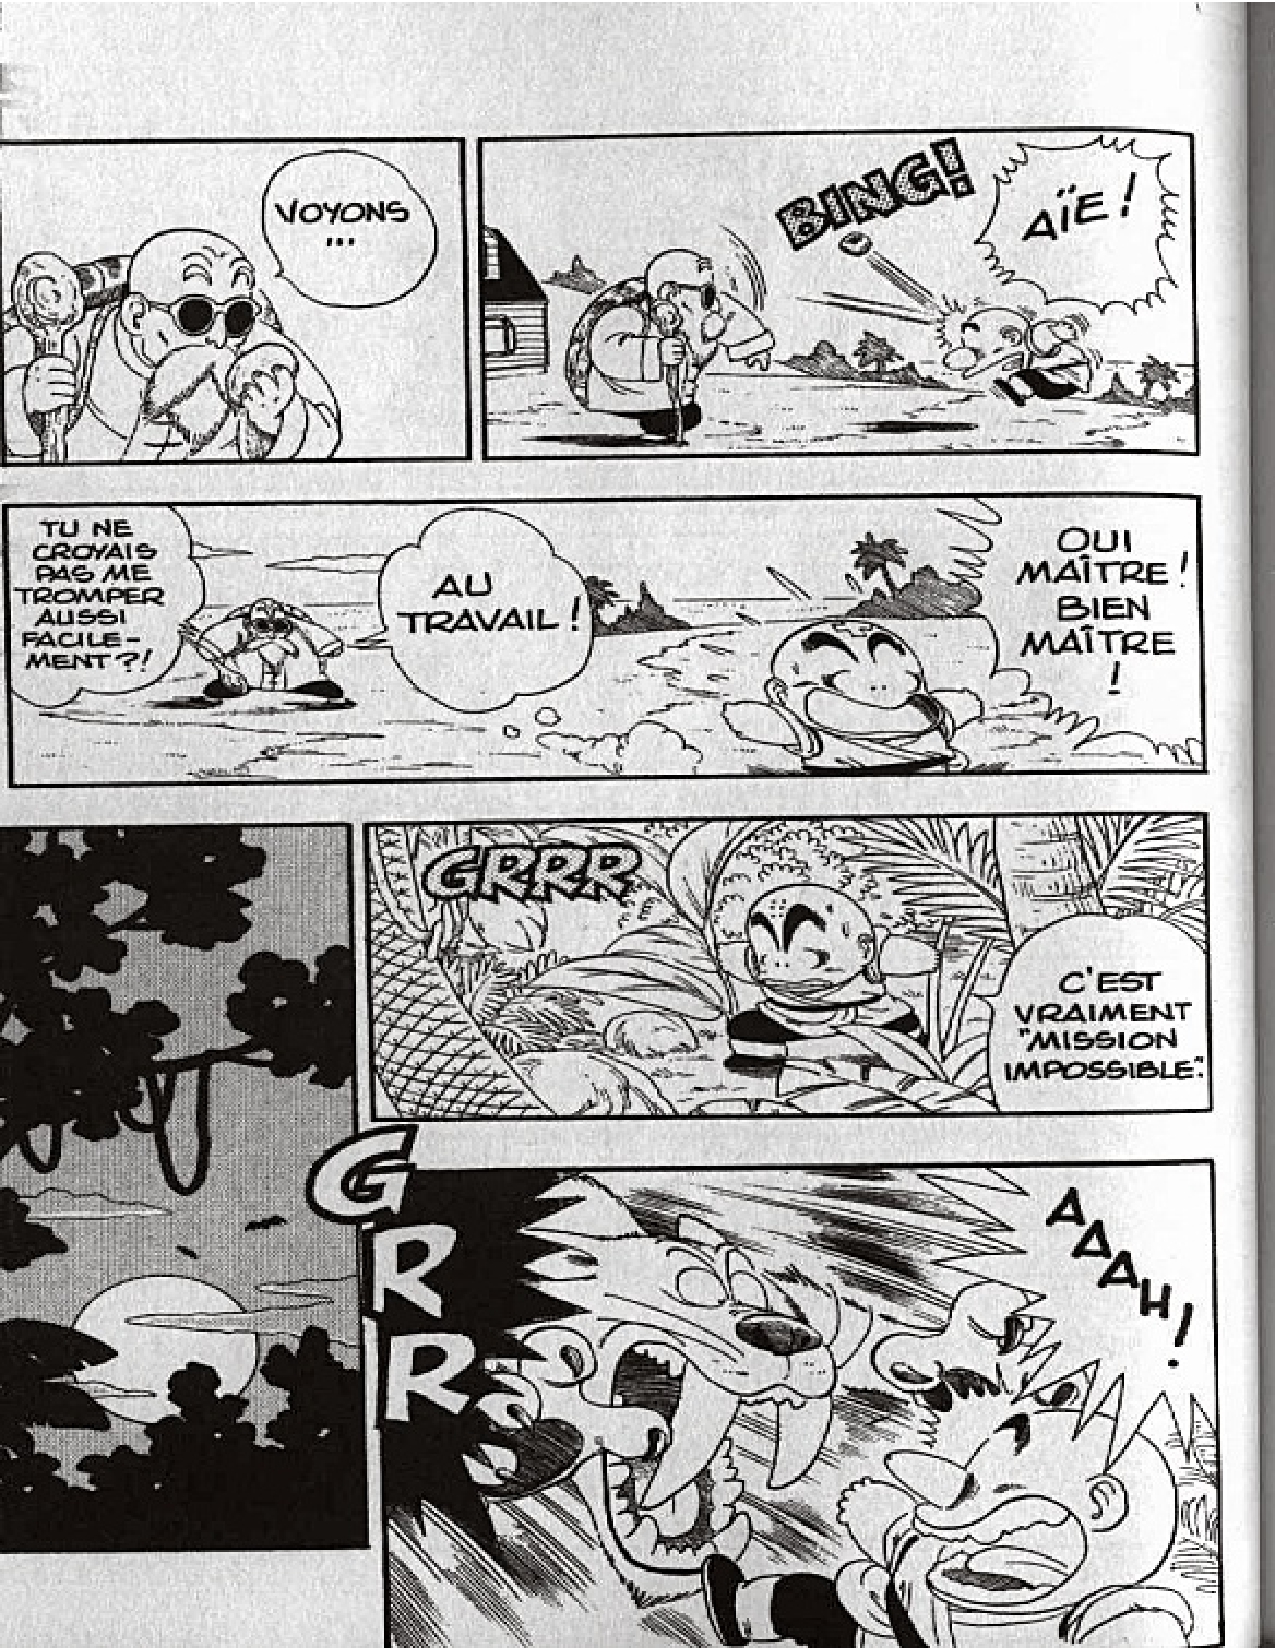 VOYONS
...
BING!
AÏE!
TU NE
CROYAIS
PAS ME
TROMPER
AUSSI
FACILE-
MENT?!
AU
TRAVAIL!
OUI
MAÎTRE!
BIEN
MAÎTRE
!
GRRR
C'EST
VRAIMENT
"MISSION
IMPOSSIBLE".
GRR
AAAH!